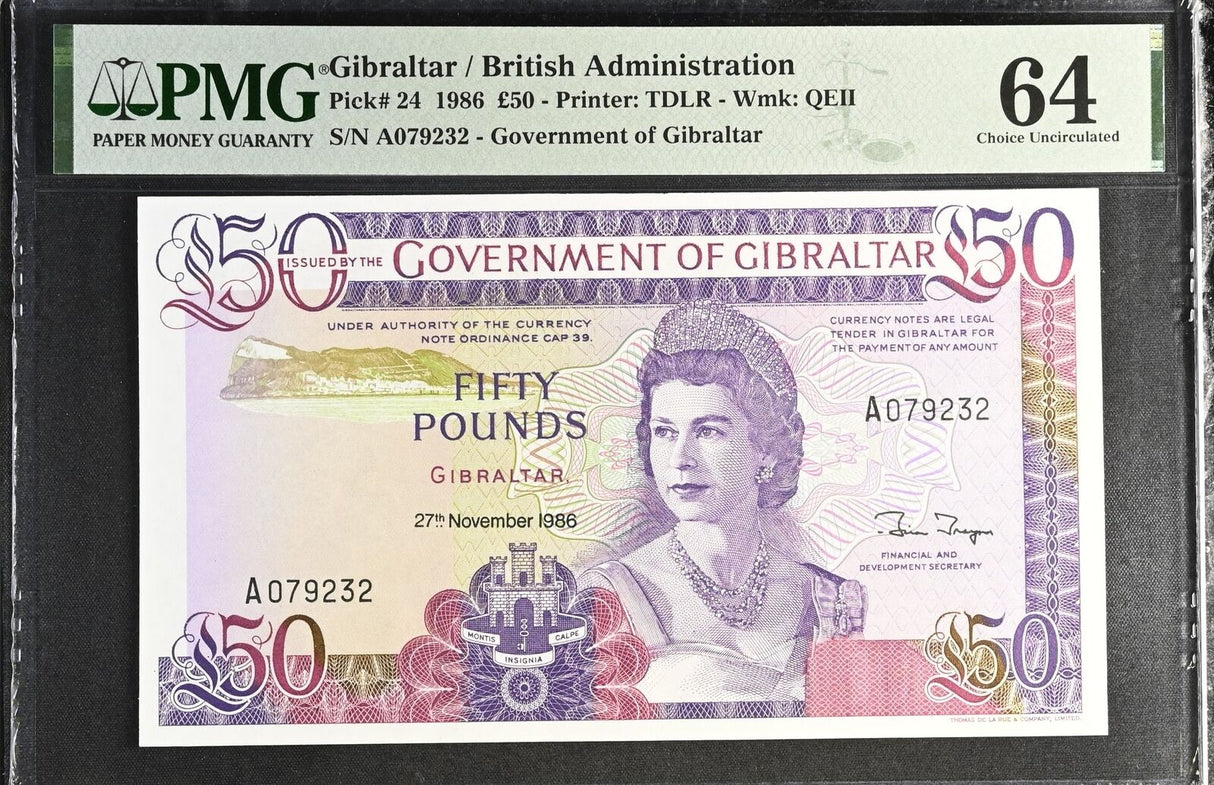 PMG®
PAPER MONEY GUARANTY
Gibraltar / British Administration
Pick# 24 1986 £50 - Printer: TDLR - Wmk: QEII
S/N A079232 - Government of Gibraltar
64
Choice Uncirculated
£50
ISSUED BY THE GOVERNMENT OF GIBRALTAR
£50
UNDER AUTHORITY OF THE CURRENCY
NOTE ORDINANCE CAP 39.
CURRENCY NOTES ARE LEGAL
TENDER IN GIBRALTAR FOR
THE PAYMENT OF ANY AMOUNT
FIFTY
POUNDS
A079232
GIBRALTAR,
27th November 1986
FINANCIAL AND
DEVELOPMENT SECRETARY
A079232
MONTIS CALPE
INSIGNIA
£50
£50
THOMAS DE LA RUE & COMPANY, LIMITED.